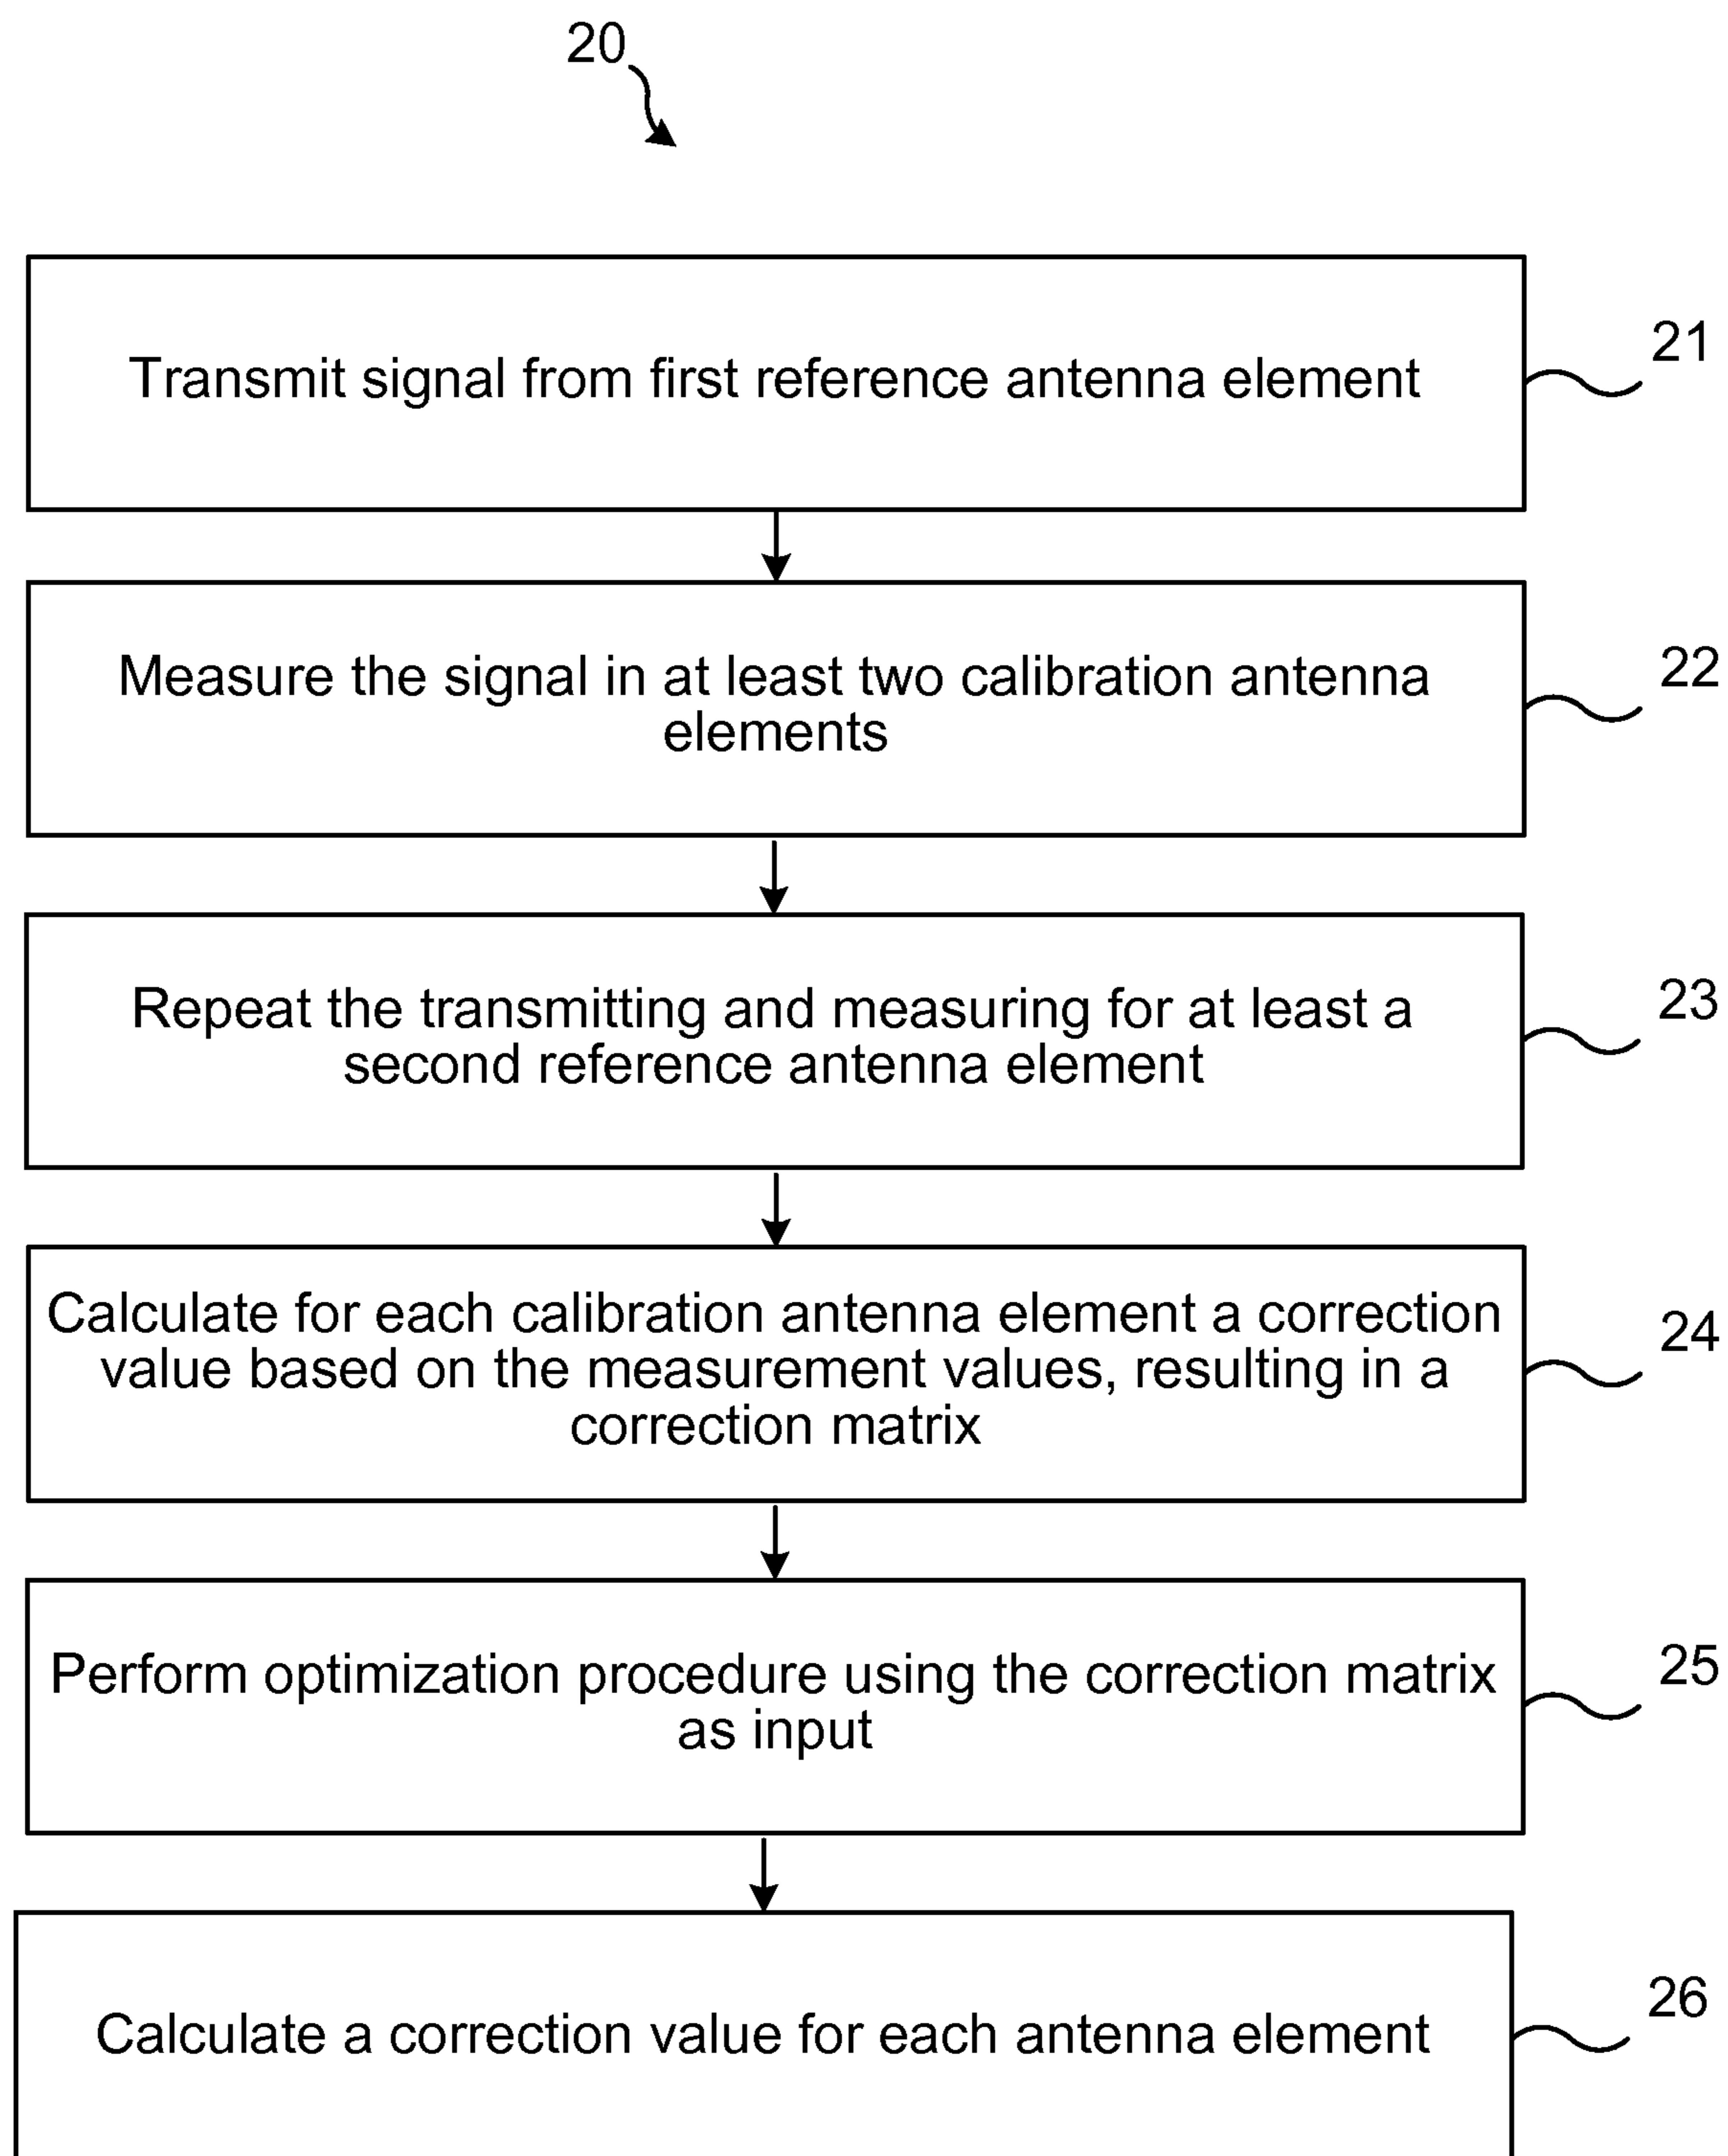 20
Transmit signal from first reference antenna element
21
Measure the signal in at least two calibration antenna
elements
22
Repeat the transmitting and measuring for at least a
second reference antenna element
23
Calculate for each calibration antenna element a correction
value based on the measurement values, resulting in a
correction matrix
24
Perform optimization procedure using the correction matrix
as input
25
Calculate a correction value for each antenna element
26